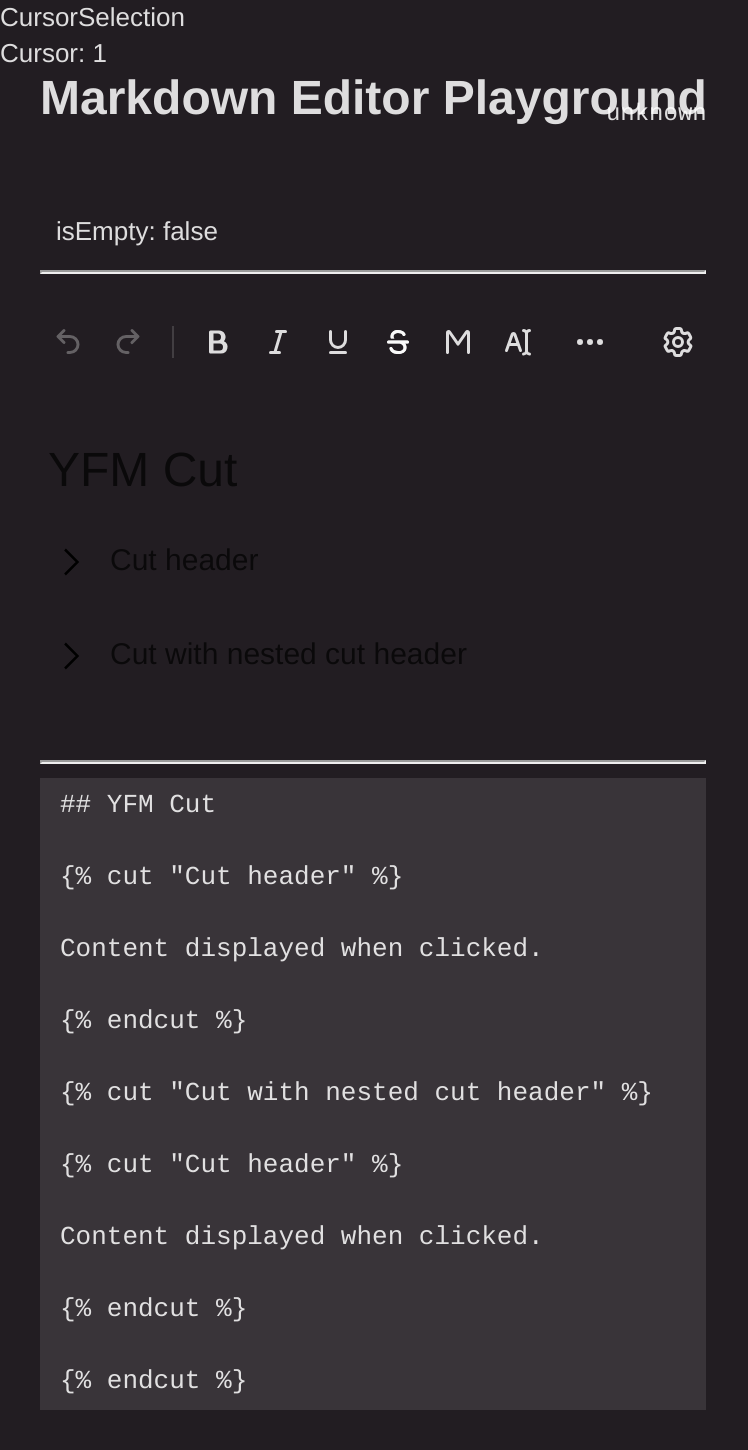 CursorSelection
Cursor: 1
Markdown Editor Playground
unknown
isEmpty: false
B I U S M A
YFM Cut
Cut header
Cut with nested cut header
## YFM Cut
{% cut "Cut header" %}
Content displayed when clicked.
{% endcut %}
{% cut "Cut with nested cut header" %}
{% cut "Cut header" %}
Content displayed when clicked.
{% endcut %}
{% endcut %}